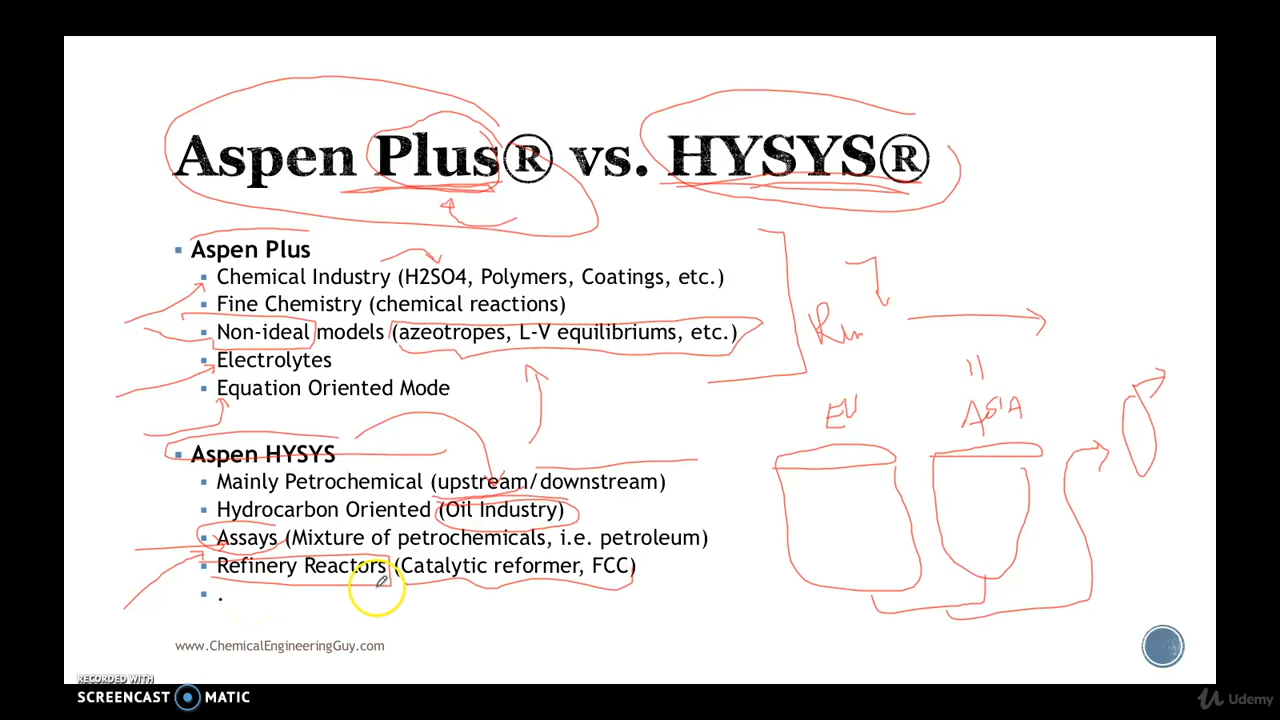 Aspen Plus® vs. HYSYS®
▪ Aspen Plus
▪ Chemical Industry (H2SO4, Polymers, Coatings, etc.)
▪ Fine Chemistry (chemical reactions)
▪ Non-ideal models (azeotropes, L-V equilibriums, etc.)
▪ Electrolytes
▪ Equation Oriented Mode
▪ Aspen HYSYS
▪ Mainly Petrochemical (upstream/downstream)
▪ Hydrocarbon Oriented (Oil Industry)
▪ Assays (Mixture of petrochemicals, i.e. petroleum)
▪ Refinery Reactors (Catalytic reformer, FCC)
▪ .
EU
ASIA
www.ChemicalEngineeringGuy.com
RECORDED WITH
SCREENCAST MATIC
Udemy